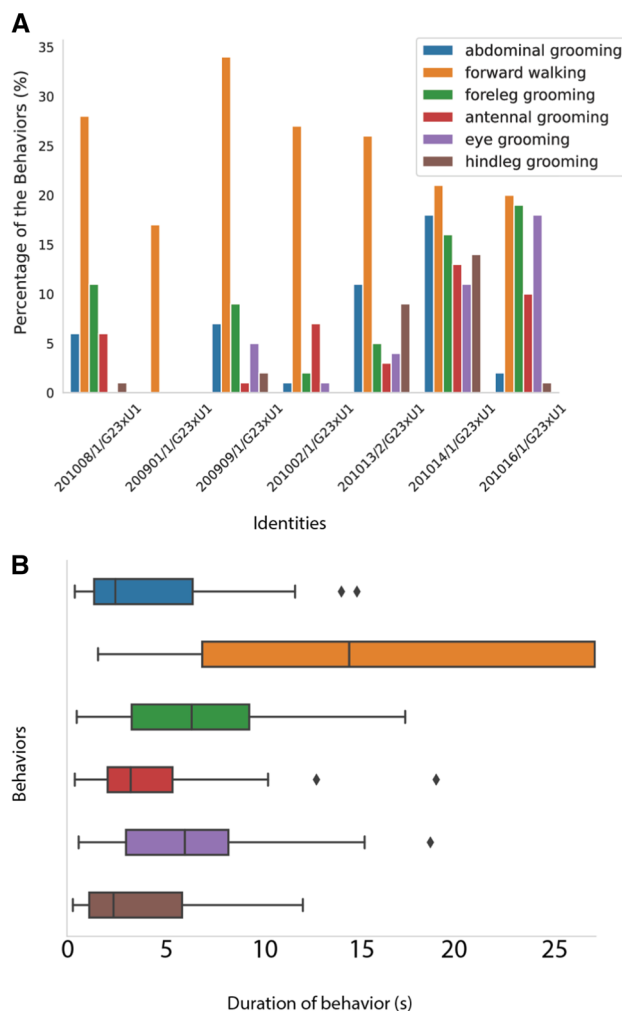 A
Percentage of the Behaviors (%)
35
30
25
20
15
10
5
0
abdominal grooming
forward walking
foreleg grooming
antennal grooming
eye grooming
hindleg grooming
201008/1/G23xU1
200901/1/G23xU1
200909/1/G23xU1
201002/1/G23xU1
201013/2/G23xU1
201014/1/G23xU1
201016/1/G23xU1
Identities
B
Behaviors
0 5 10 15 20 25
Duration of behavior (s)